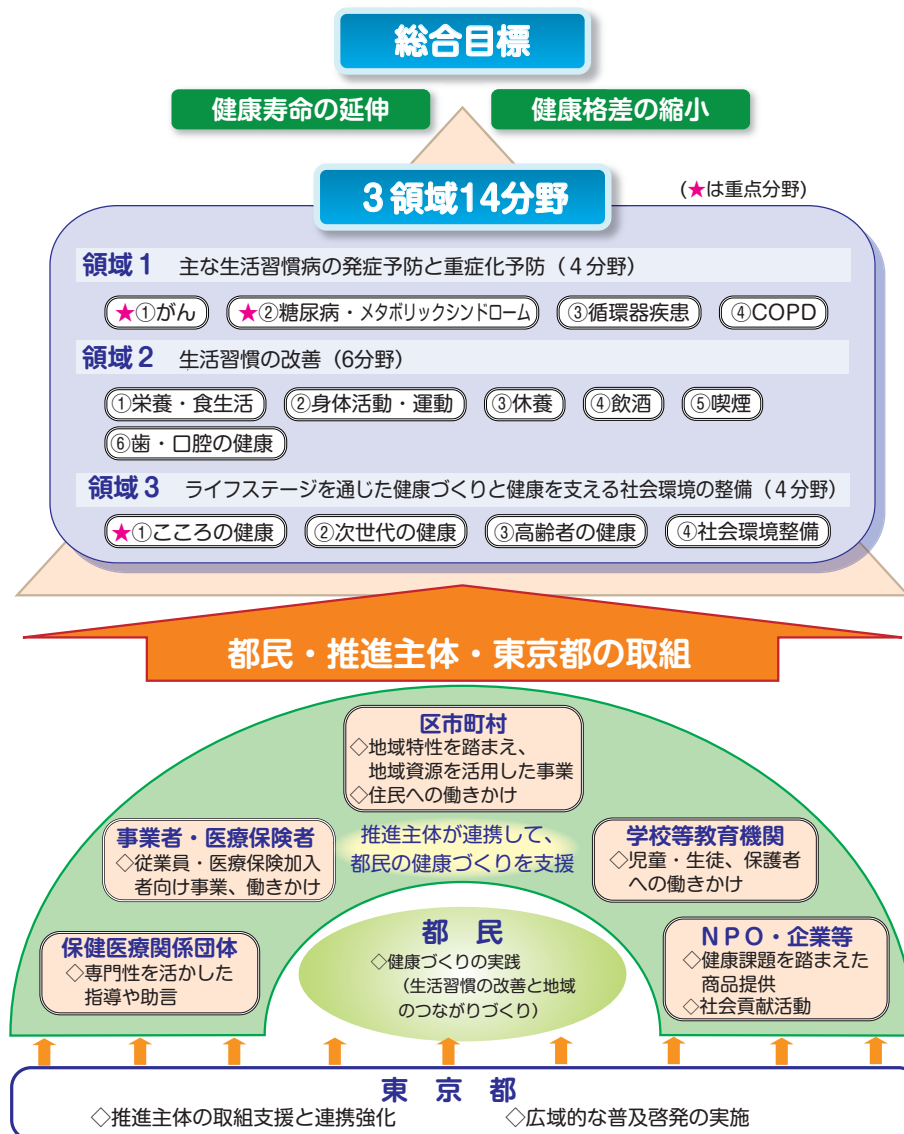 総合目標
健康寿命の延伸
健康格差の縮小
3領域14分野
(★は重点分野)
領域1 主な生活習慣病の発症予防と重症化予防(4分野)
★①がん ★②糖尿病・メタボリックシンドローム ③循環器疾患 ④COPD
領域2 生活習慣の改善(6分野)
①栄養・食生活 ②身体活動・運動 ③休養 ④飲酒 ⑤喫煙
⑥歯・口腔の健康
領域3 ライフステージを通じた健康づくりと健康を支える社会環境の整備(4分野)
★①こころの健康 ②次世代の健康 ③高齢者の健康 ④社会環境整備
都民・推進主体・東京都の取組
区市町村
◇地域特性を踏まえ、
地域資源を活用した事業
◇住民への働きかけ
事業者・医療保険者
◇従業員・医療保険加入
者向け事業、働きかけ
推進主体が連携して、
都民の健康づくりを支援
学校等教育機関
◇児童・生徒、保護者
への働きかけ
保健医療関係団体
◇専門性を活かした
指導や助言
都 民
◇健康づくりの実践
(生活習慣の改善と地域
のつながりづくり)
NPO・企業等
◇健康課題を踏まえた
商品提供
◇社会貢献活動
東 京 都
◇推進主体の取組支援と連携強化 ◇広域的な普及啓発の実施